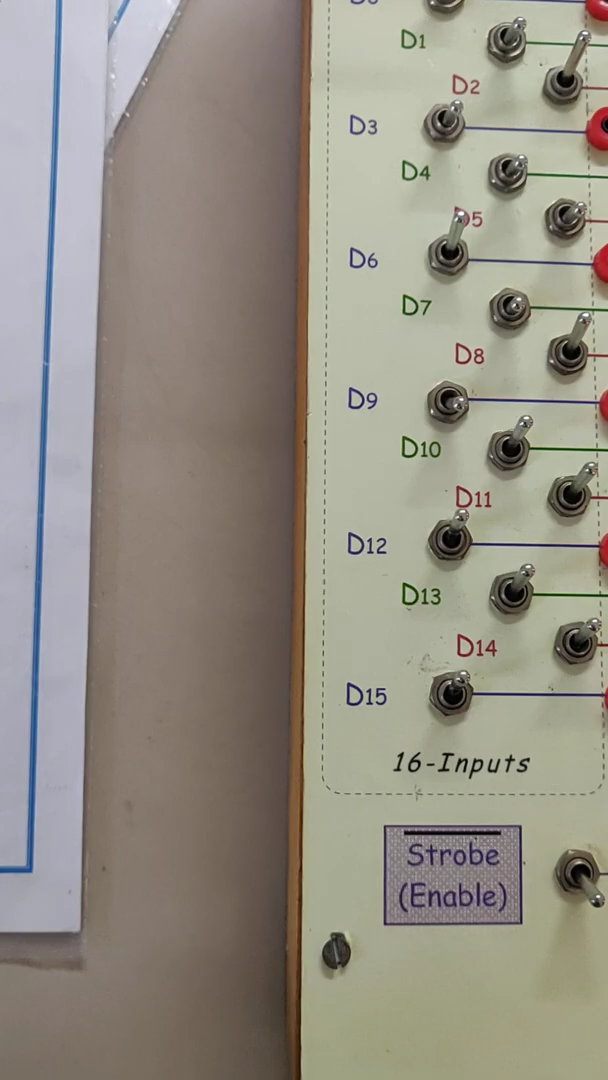 D1
D2
D3
D4
D5
D6
D7
D8
D9
D10
D11
D12
D13
D14
D15
16-Inputs
Strobe
(Enable)